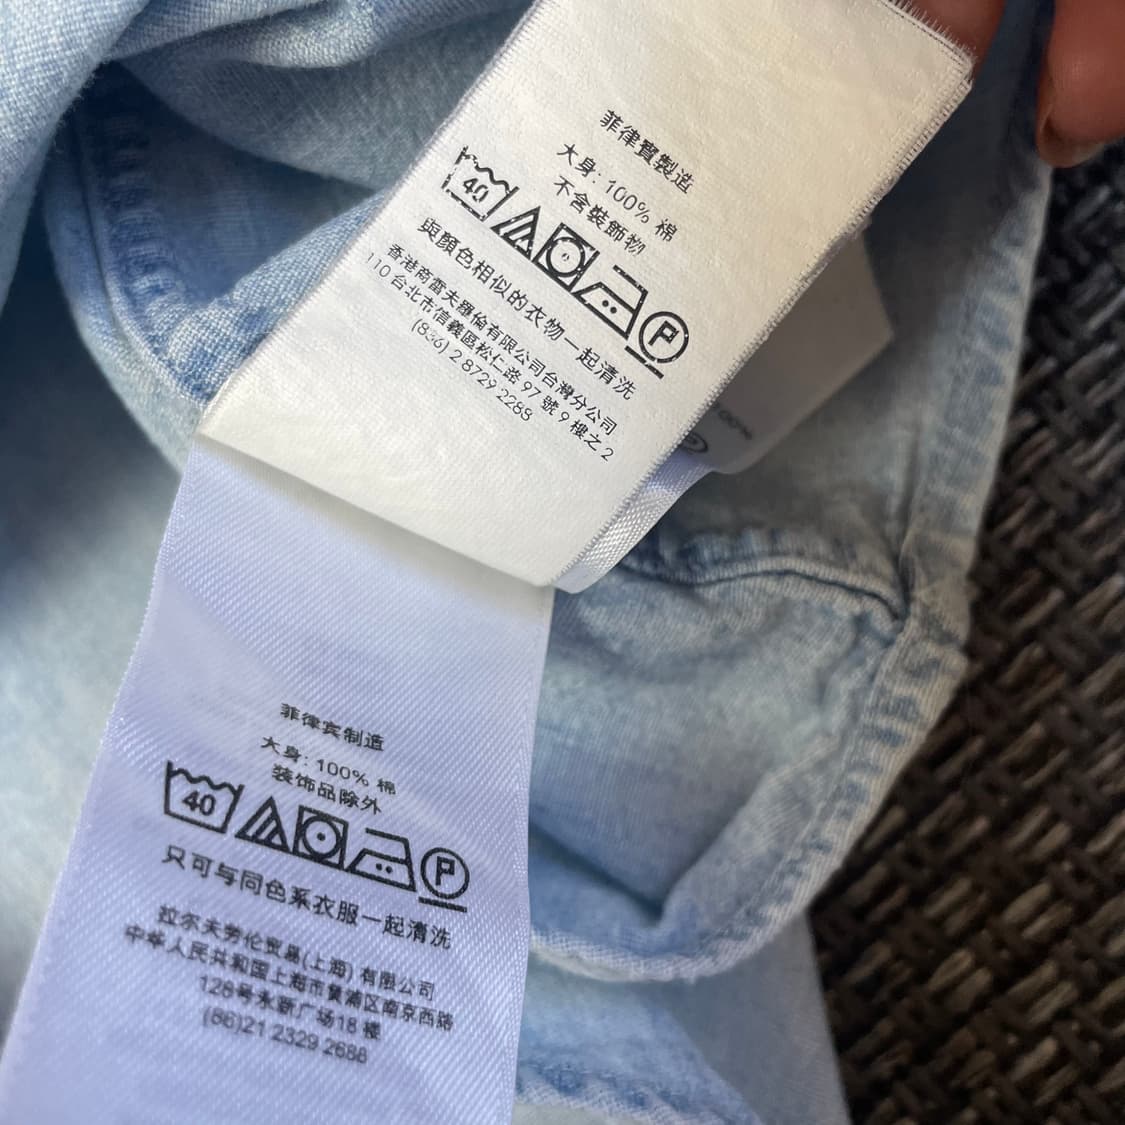 菲律賓製造
大身: 100% 棉
不含裝飾物
40
P
與顏色相似的衣物一起清洗
香港商雷夫羅倫有限公司台灣分公司
110 台北市信義區松仁路 97 號 9 樓之 2
(886) 2 8729 2288
100%
菲律宾制造
大身: 100% 棉
装饰品除外
40
P
只可与同色系衣服一起清洗
拉尔夫劳伦贸易(上海) 有限公司
中华人民共和国上海市黄浦区南京西路
128号永新广场18 楼
(86)21 2329 2688